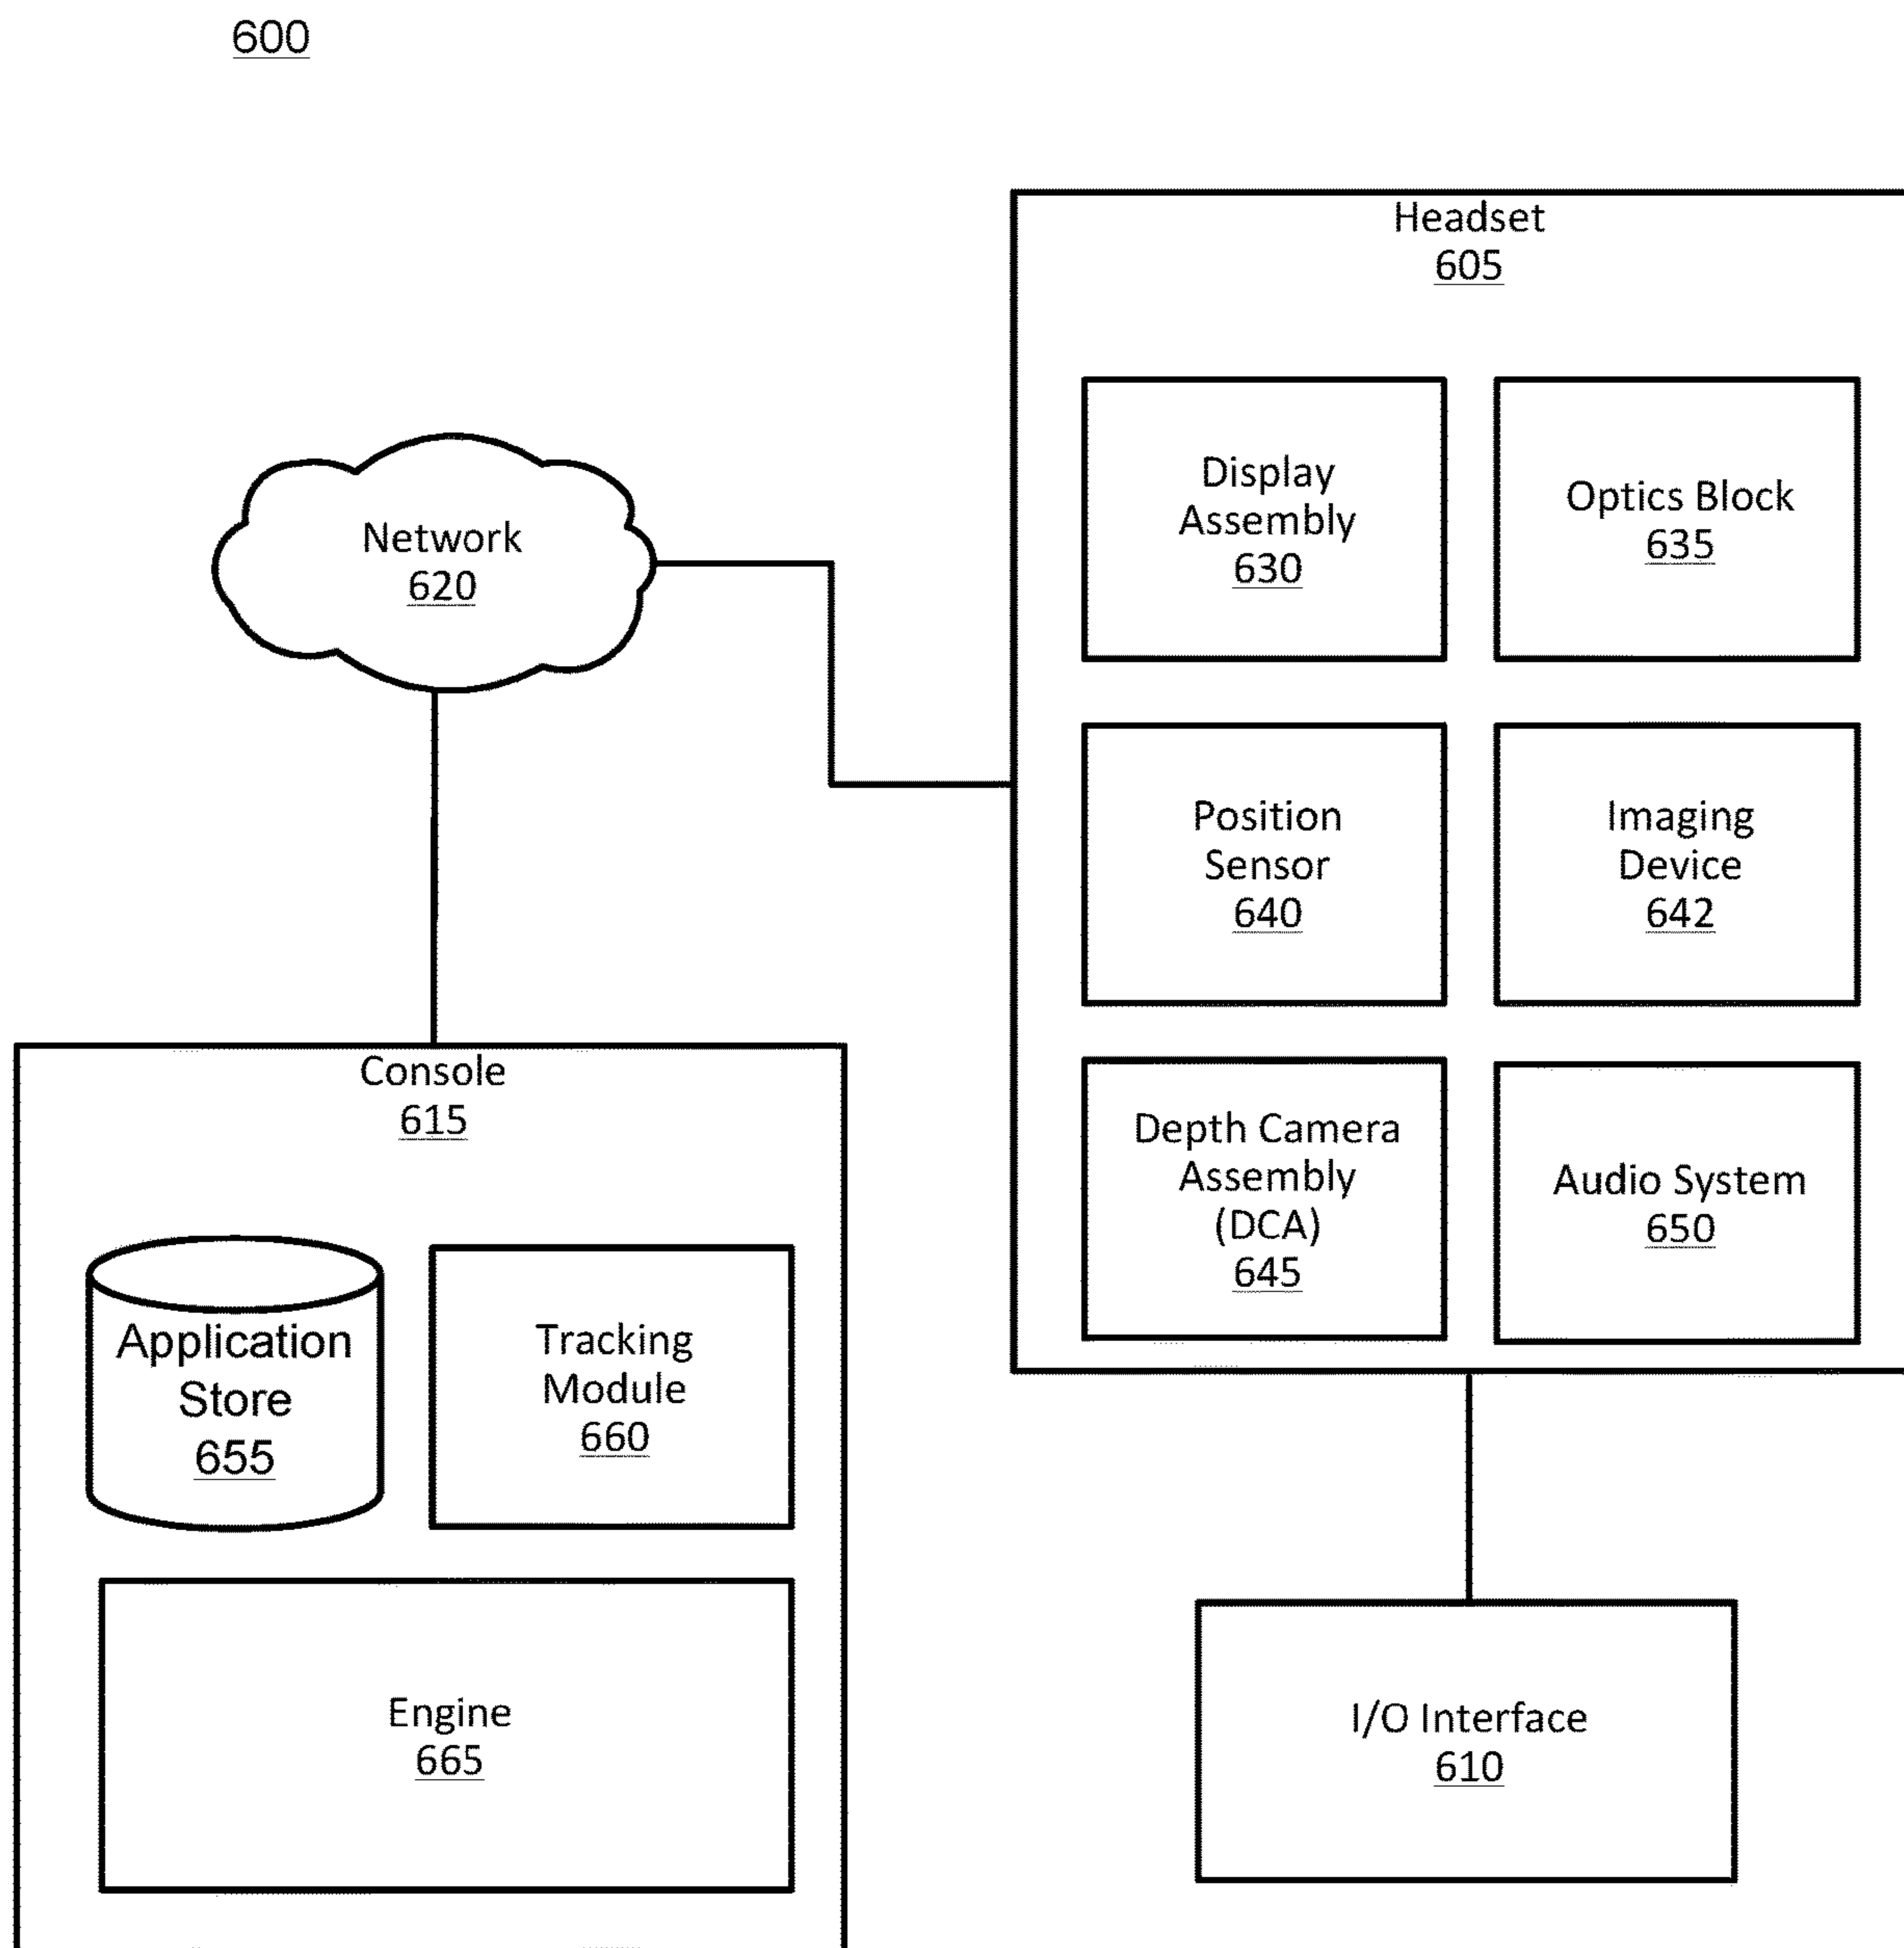 600
Headset
605
Display
Assembly
630
Optics Block
635
Network
620
Position
Sensor
640
Imaging
Device
642
Console
615
Depth Camera
Assembly
(DCA)
645
Audio System
650
Application
Store
655
Tracking
Module
660
Engine
665
I/O Interface
610